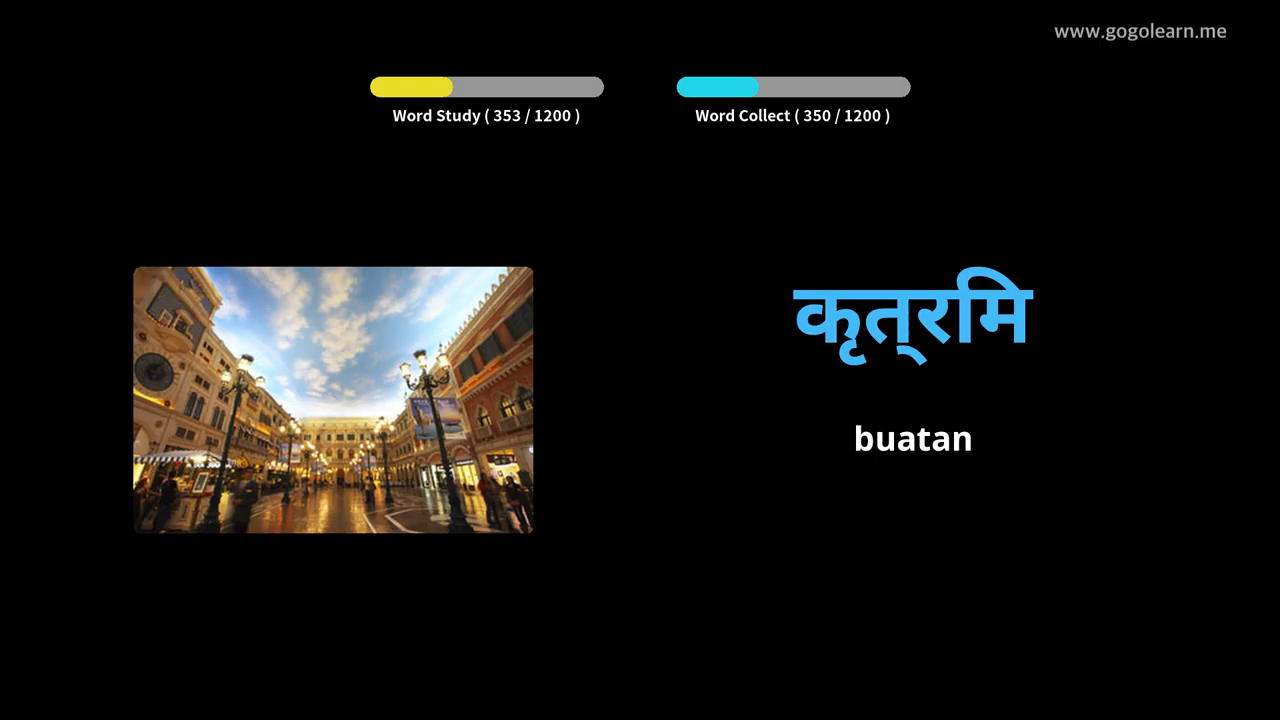 www.gogolearn.me
Word Study ( 353 / 1200 )
Word Collect ( 350 / 1200 )
कृत्रमि
buatan